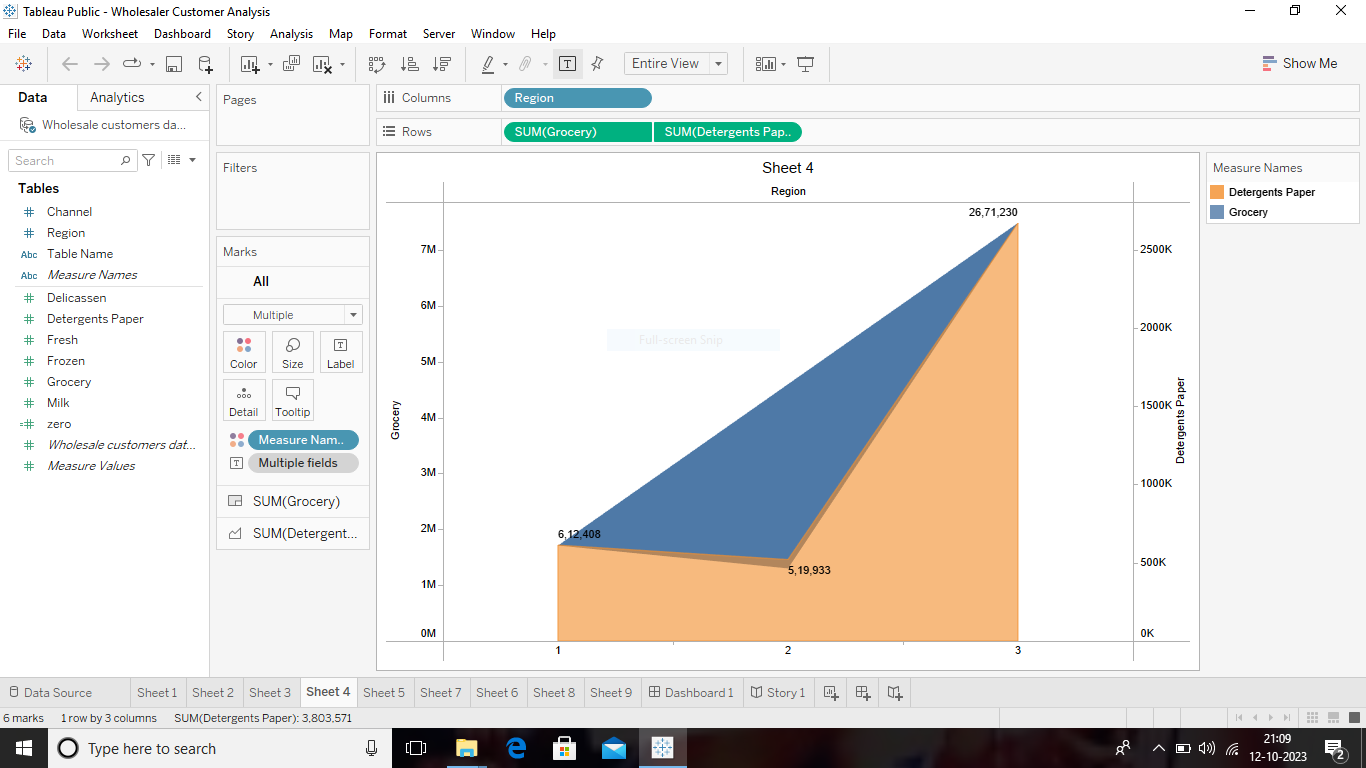 Tableau Public - Wholesaler Customer Analysis
File Data Worksheet Dashboard Story Analysis Map Format Server Window Help
Entire View
Show Me
Data Analytics
Wholesale customers da...
Search
Tables
# Channel
# Region
Abc Table Name
Abc Measure Names
# Delicassen
# Detergents Paper
# Fresh
# Frozen
# Grocery
# Milk
=# zero
# Wholesale customers dat...
# Measure Values
Pages
Filters
Marks
All
Multiple
Color Size Label
Detail Tooltip
Measure Nam..
Multiple fields
SUM(Grocery)
SUM(Detergent...
Columns Region
Rows SUM(Grocery) SUM(Detergents Pap..
Sheet 4
Region
26,71,230
7M
6M
5M
4M
3M
2M
1M
0M
Grocery
Full-screen Snip
6,12,408
5,19,933
2500K
2000K
1500K
1000K
500K
0K
Detergents Paper
1 2 3
Measure Names
Detergents Paper
Grocery
Data Source Sheet 1 Sheet 2 Sheet 3 Sheet 4 Sheet 5 Sheet 7 Sheet 6 Sheet 8 Sheet 9 Dashboard 1 Story 1
6 marks 1 row by 3 columns SUM(Detergents Paper): 3,803,571
Type here to search
21:09
12-10-2023
2